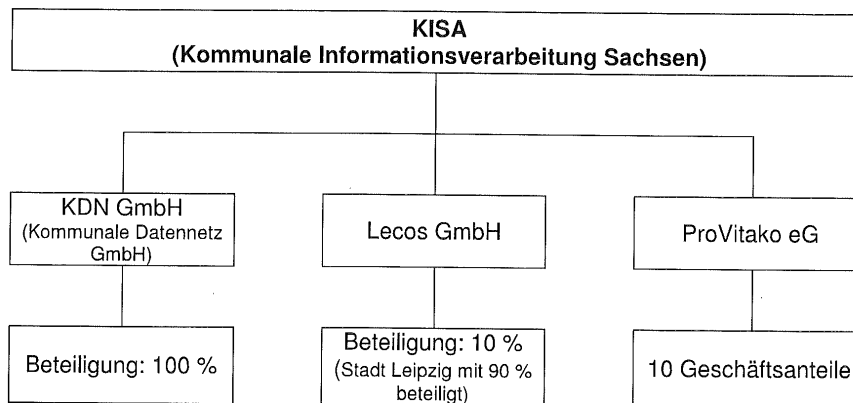 KISA
(Kommunale Informationsverarbeitung Sachsen)
KDN GmbH
(Kommunale Datennetz
GmbH)
Lecos GmbH
ProVitako eG
Beteiligung: 100 %
Beteiligung: 10 %
(Stadt Leipzig mit 90 %
beteiligt)
10 Geschäftsanteile